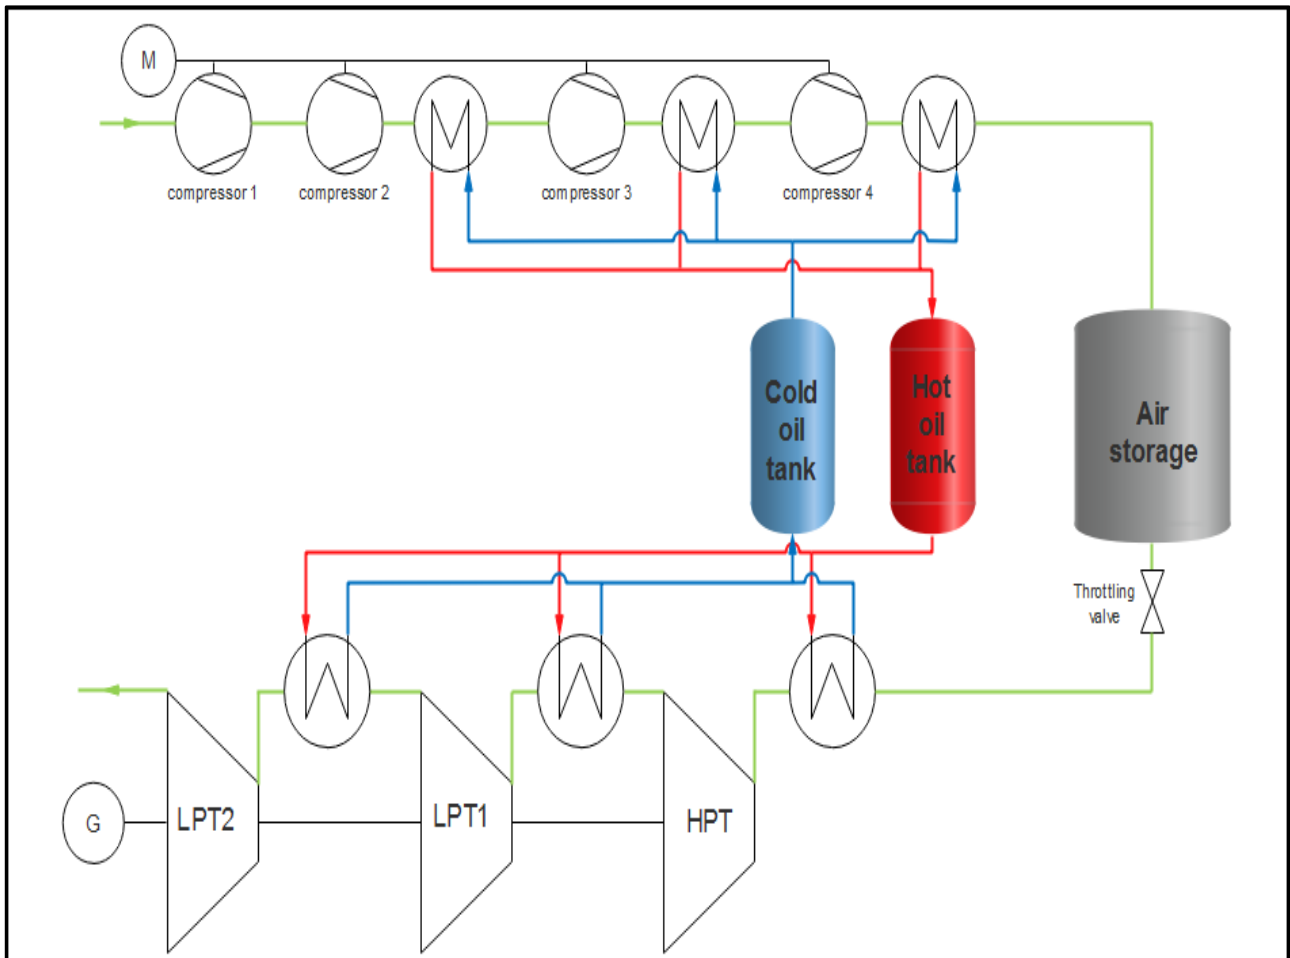 M
compressor 1
compressor 2
compressor 3
compressor 4
Cold
oil
tank
Hot
oil
tank
Air
storage
Throttling
valve
LPT2
LPT1
HPT
G